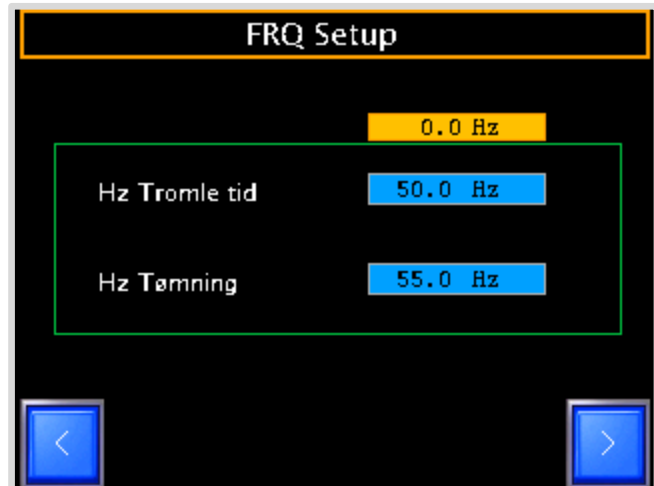 FRQ Setup
0.0 Hz
Hz Tromle tid 50.0 Hz
Hz Tømning 55.0 Hz
< >